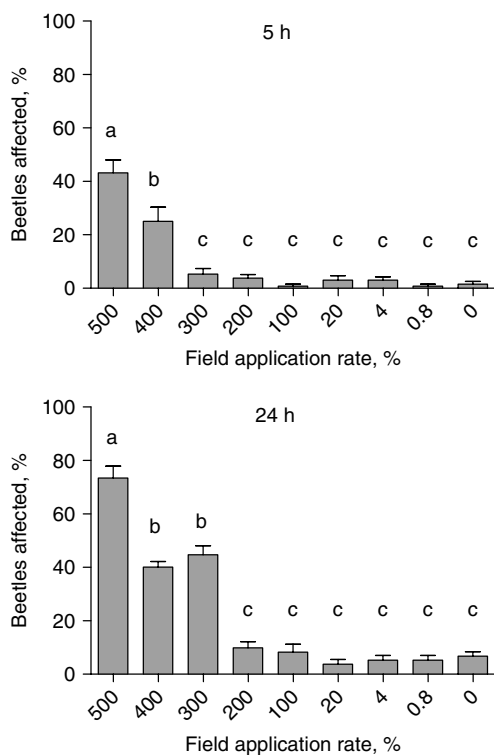 5 h
Beetles affected, %
100
80
60
40
20
0
a
b
c c c c c c c
500 400 300 200 100 20 4 0.8 0
Field application rate, %
24 h
Beetles affected, %
100
80
60
40
20
0
a
b b
c c c c c c
500 400 300 200 100 20 4 0.8 0
Field application rate, %